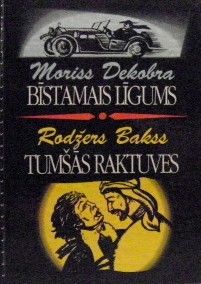 Moriss Dekobra
BĪSTAMAIS LĪGUMS
Rodžers Bakss
TUMŠĀS RAKTUVES